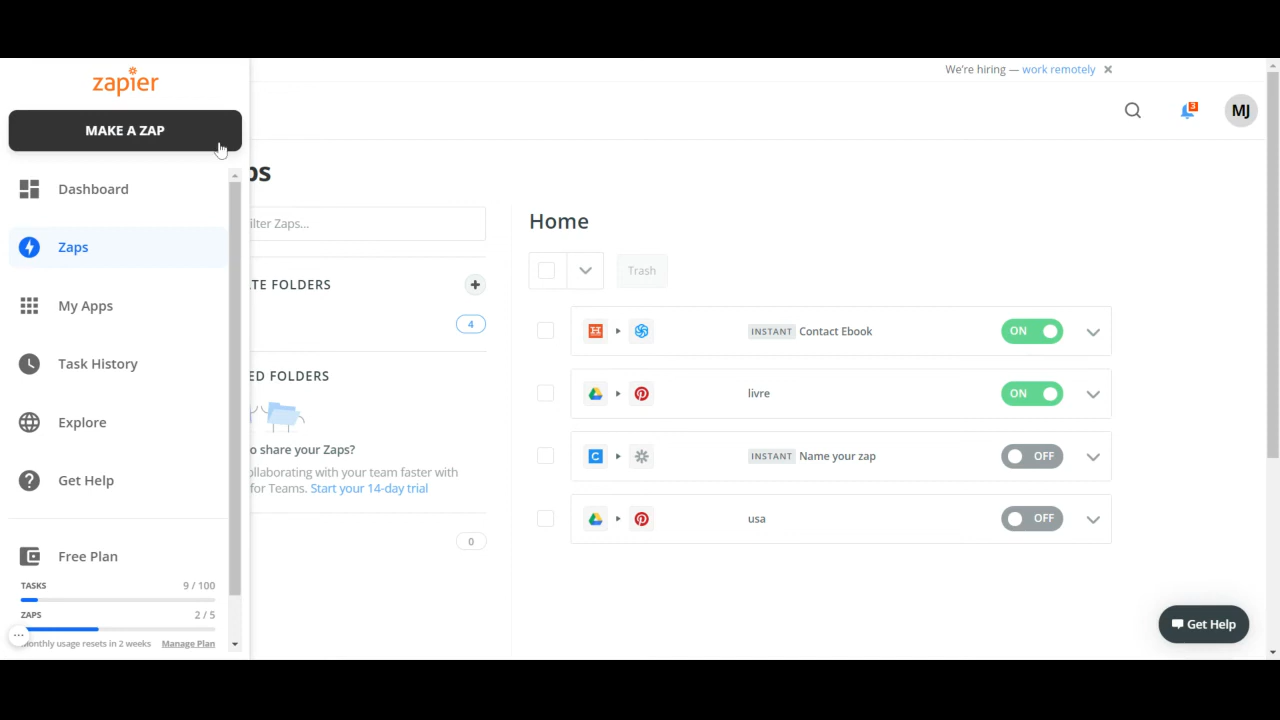 zapier
MAKE A ZAP
Dashboard
Zaps
My Apps
Task History
Explore
Get Help
Free Plan
TASKS 9 / 100
ZAPS 2 / 5
Monthly usage resets in 2 weeks Manage Plan
We're hiring — work remotely
3
MJ
ilter Zaps...
TE FOLDERS
4
ED FOLDERS
o share your Zaps?
llaborating with your team faster with
for Teams. Start your 14-day trial
0
Home
Trash
INSTANT Contact Ebook ON
livre ON
INSTANT Name your zap OFF
usa OFF
Get Help